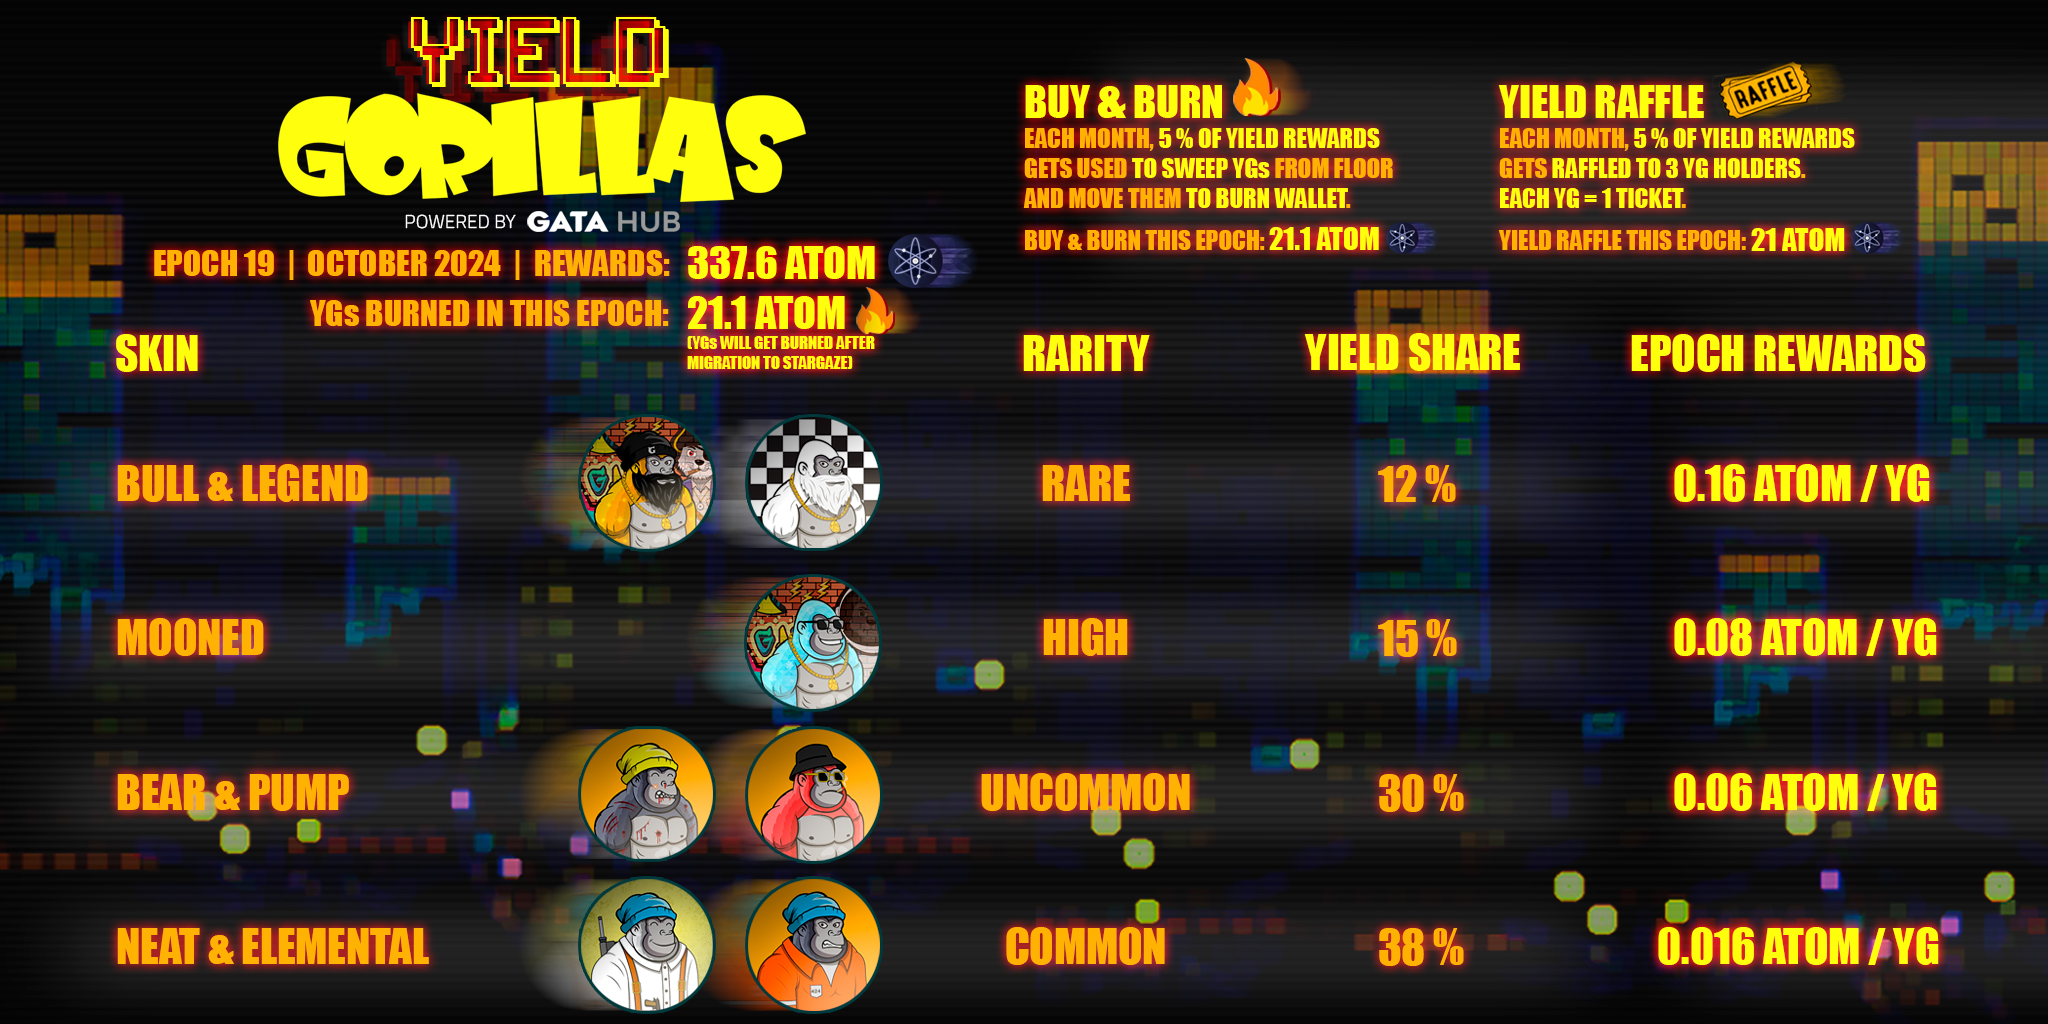 YIELD
GORILLAS
POWERED BY GATA HUB
EPOCH 19 | OCTOBER 2024 | REWARDS: 337.6 ATOM
YGs BURNED IN THIS EPOCH: 21.1 ATOM
(YGs WILL GET BURNED AFTER
MIGRATION TO STARGAZE)
BUY & BURN
EACH MONTH, 5 % OF YIELD REWARDS
GETS USED TO SWEEP YGs FROM FLOOR
AND MOVE THEM TO BURN WALLET.
BUY & BURN THIS EPOCH: 21.1 ATOM
YIELD RAFFLE
RAFFLE
EACH MONTH, 5 % OF YIELD REWARDS
GETS RAFFLED TO 3 YG HOLDERS.
EACH YG = 1 TICKET.
YIELD RAFFLE THIS EPOCH: 21 ATOM
SKIN RARITY YIELD SHARE EPOCH REWARDS
BULL & LEGEND RARE 12 % 0.16 ATOM / YG
MOONED HIGH 15 % 0.08 ATOM / YG
BEAR & PUMP UNCOMMON 30 % 0.06 ATOM / YG
NEAT & ELEMENTAL COMMON 38 % 0.016 ATOM / YG